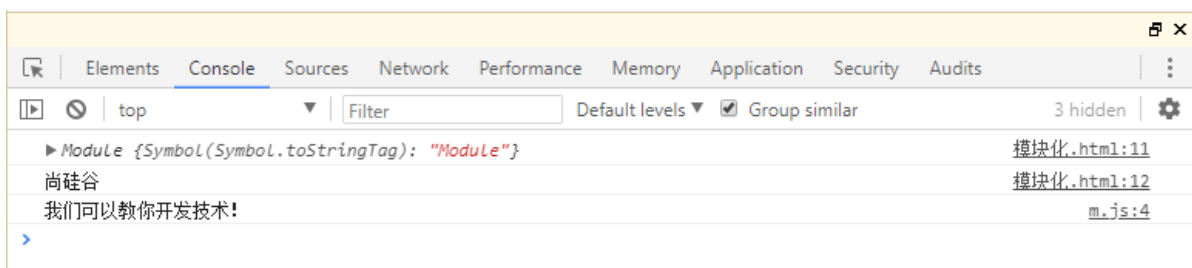 Elements Console Sources Network Performance Memory Application Security Audits
top Filter Default levels Group similar 3 hidden
Module {Symbol(Symbol.toStringTag): "Module"} 模块化.html:11
尚硅谷 模块化.html:12
我们可以教你开发技术! m.js:4